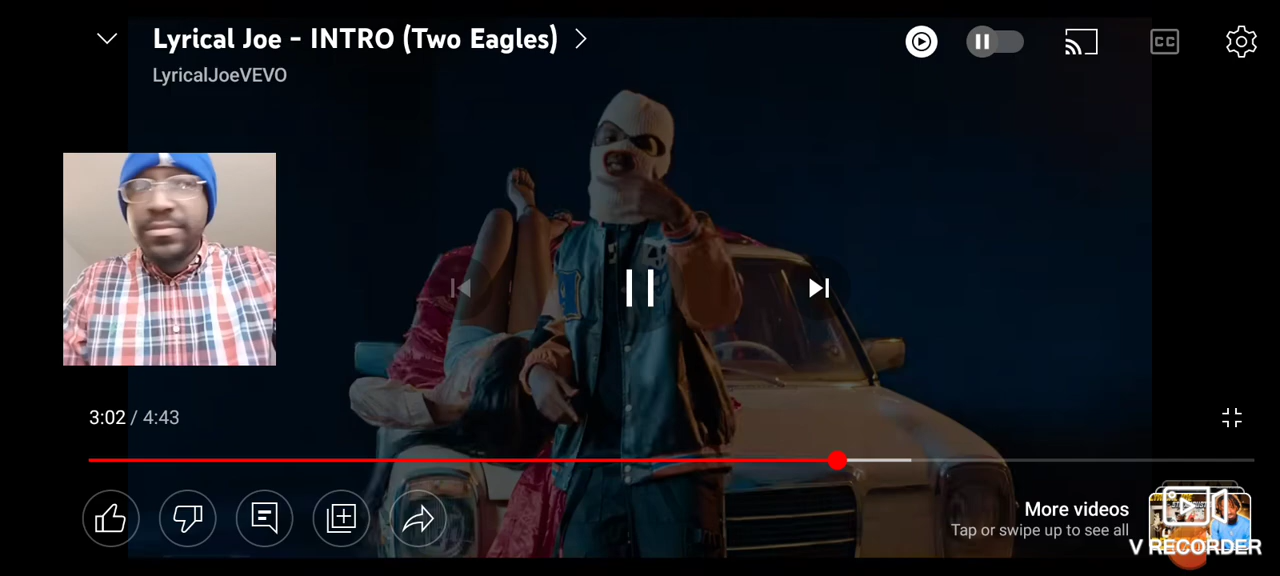 Lyrical Joe - INTRO (Two Eagles)
LyricalJoeVEVO
CC
3:02 / 4:43
More videos
Tap or swipe up to see all
V RECORDER